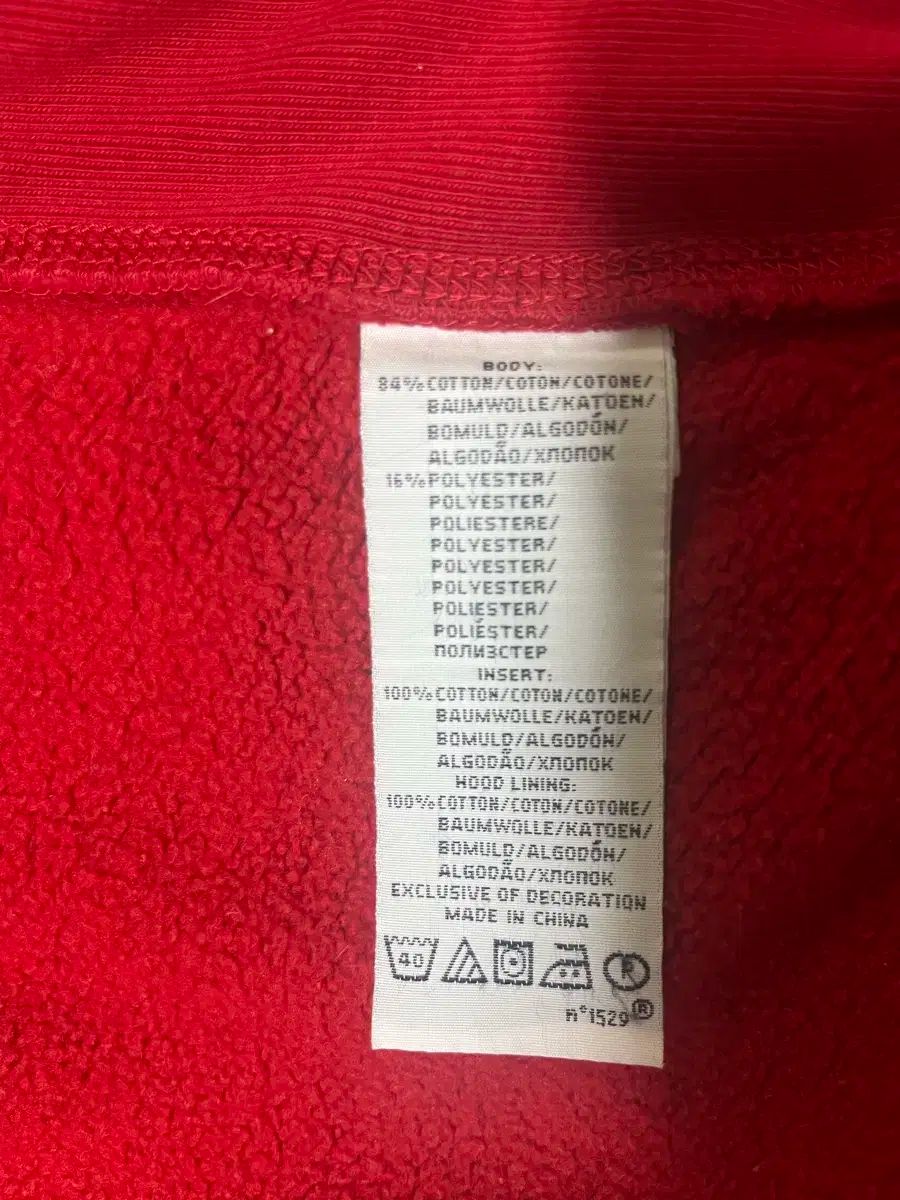 BODY:
84%COTTON/COTON/COTONE/
BAUMWOLLE/KATOEN/
BOMULD/ALGODÓN/
ALGODÃO/ХЛОПОК
16%POLYESTER/
POLYESTER/
POLIESTERE/
POLYESTER/
POLYESTER/
POLYESTER/
POLIESTER/
POLIÉSTER/
ПОЛИЭСТЕР
INSERT:
100%COTTON/COTON/COTONE/
BAUMWOLLE/KATOEN/
BOMULD/ALGODÓN/
ALGODÃO/ХЛОПОК
HOOD LINING:
100%COTTON/COTON/COTONE/
BAUMWOLLE/KATOEN/
BOMULD/ALGODÓN/
ALGODÃO/ХЛОПОК
EXCLUSIVE OF DECORATION
MADE IN CHINA
40 R
n°1529®